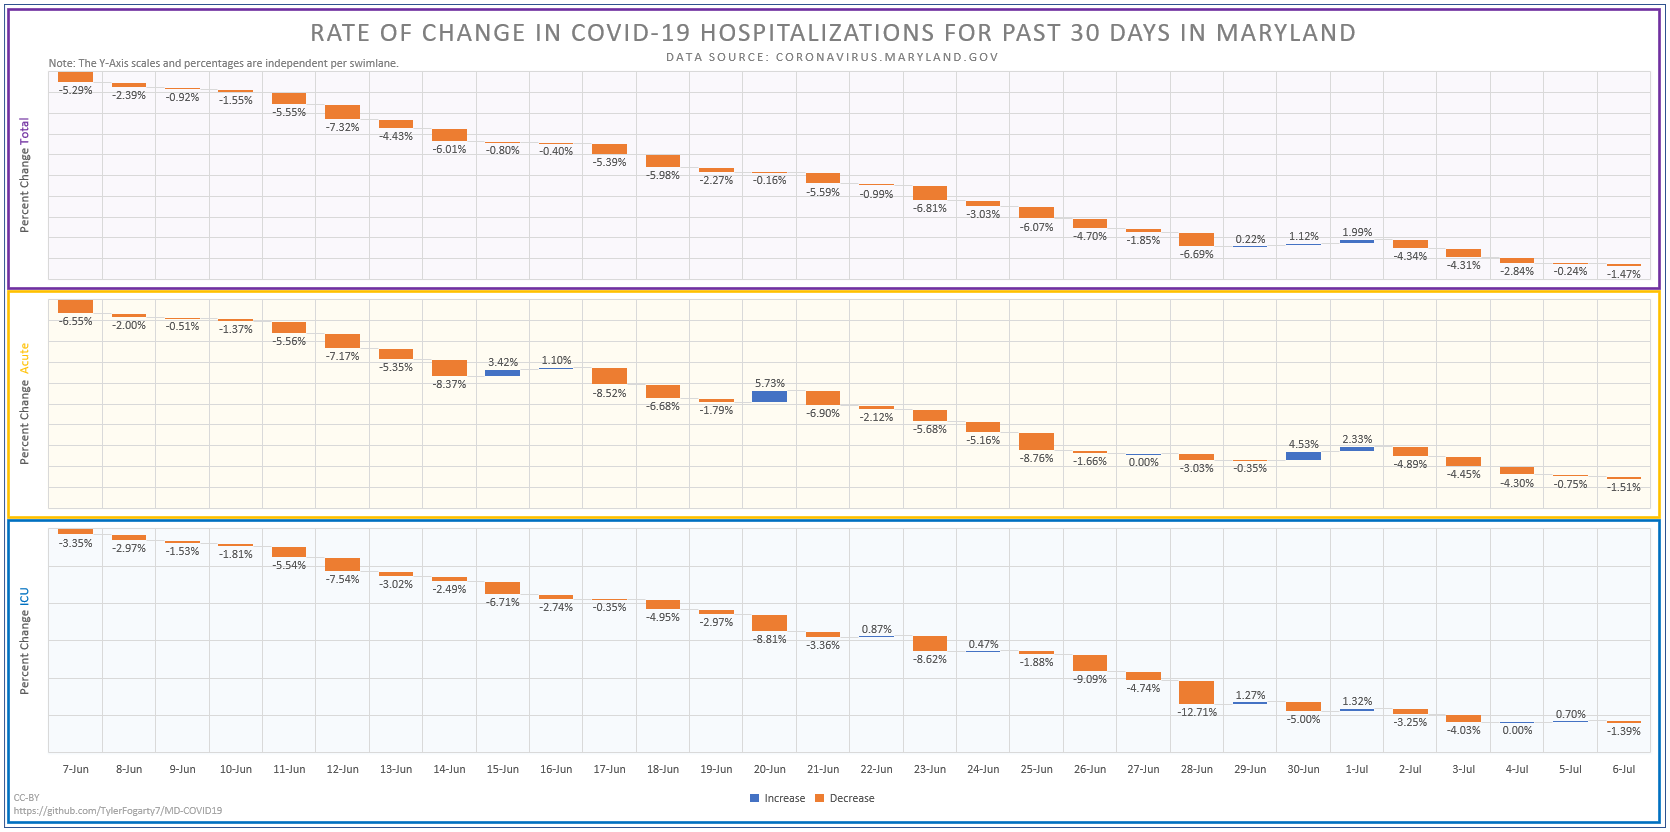 RATE OF CHANGE IN COVID-19 HOSPITALIZATIONS FOR PAST 30 DAYS IN MARYLAND
DATA SOURCE: CORONAVIRUS.MARYLAND.GOV
Note: The Y-Axis scales and percentages are independent per swimlane.
Percent Change Total
-5.29% -2.39% -0.92% -1.55% -5.55% -7.32% -4.43% -6.01% -0.80% -0.40% -5.39% -5.98% -2.27% -0.16% -5.59% -0.99% -6.81% -3.03% -6.07% -4.70% -1.85% -6.69% 0.22% 1.12% 1.99% -4.34% -4.31% -2.84% -0.24% -1.47%
Percent Change Acute
-6.55% -2.00% -0.51% -1.37% -5.56% -7.17% -5.35% -8.37% 3.42% 1.10% -8.52% -6.68% -1.79% 5.73% -6.90% -2.12% -5.68% -5.16% -8.76% -1.66% 0.00% -3.03% -0.35% 4.53% 2.33% -4.89% -4.45% -4.30% -0.75% -1.51%
Percent Change ICU
-3.35% -2.97% -1.53% -1.81% -5.54% -7.54% -3.02% -2.49% -6.71% -2.74% -0.35% -4.95% -2.97% -8.81% -3.36% 0.87% -8.62% 0.47% -1.88% -9.09% -4.74% -12.71% 1.27% -5.00% 1.32% -3.25% -4.03% 0.00% 0.70% -1.39%
7-Jun 8-Jun 9-Jun 10-Jun 11-Jun 12-Jun 13-Jun 14-Jun 15-Jun 16-Jun 17-Jun 18-Jun 19-Jun 20-Jun 21-Jun 22-Jun 23-Jun 24-Jun 25-Jun 26-Jun 27-Jun 28-Jun 29-Jun 30-Jun 1-Jul 2-Jul 3-Jul 4-Jul 5-Jul 6-Jul
Increase Decrease
CC-BY
https://github.com/TylerFogarty7/MD-COVID19